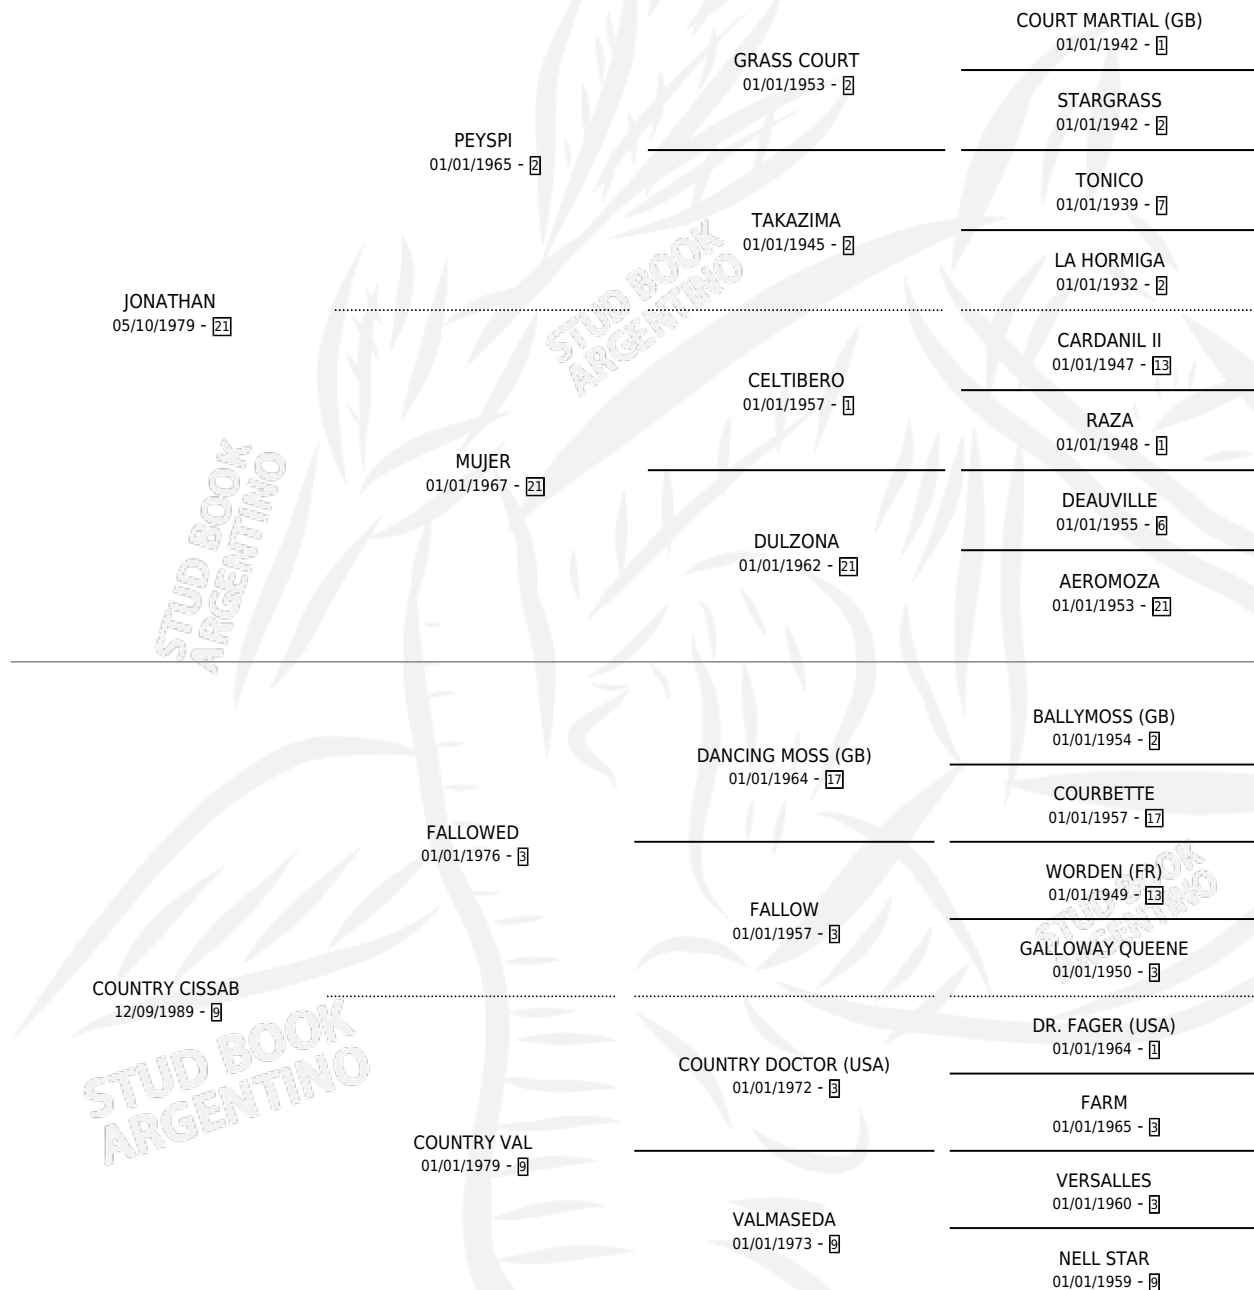 COURT MARTIAL (GB)
01/01/1942 - 1
GRASS COURT
01/01/1953 - 2
STARGRASS
01/01/1942 - 2
PEYSPI
01/01/1965 - 2
TONICO
01/01/1939 - 7
TAKAZIMA
01/01/1945 - 2
LA HORMIGA
01/01/1932 - 2
JONATHAN
05/10/1979 - 21
CARDANIL II
01/01/1947 - 13
CELTIBERO
01/01/1957 - 1
RAZA
01/01/1948 - 1
MUJER
01/01/1967 - 21
DEAUVILLE
01/01/1955 - 6
DULZONA
01/01/1962 - 21
AEROMOZA
01/01/1953 - 21
BALLYMOSS (GB)
01/01/1954 - 2
DANCING MOSS (GB)
01/01/1964 - 17
COURBETTE
01/01/1957 - 17
FALLOWED
01/01/1976 - 3
WORDEN (FR)
01/01/1949 - 13
FALLOW
01/01/1957 - 3
GALLOWAY QUEENE
01/01/1950 - 3
COUNTRY CISSAB
12/09/1989 - 9
DR. FAGER (USA)
01/01/1964 - 1
COUNTRY DOCTOR (USA)
01/01/1972 - 3
FARM
01/01/1965 - 3
COUNTRY VAL
01/01/1979 - 9
VERSALLES
01/01/1960 - 3
VALMASEDA
01/01/1973 - 9
NELL STAR
01/01/1959 - 9
STUD BOOK
ARGENTINO
STUD BOOK
ARGENTINO
STUD BOOK
ARGENTINO
STUD BOOK
ARGENTINO